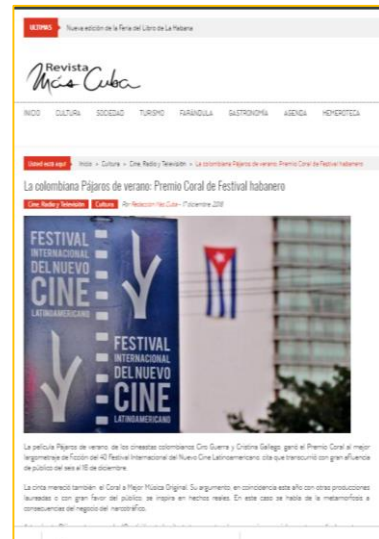 ULTIMAS Nueva edición de la Feria del Libro de La Habana
Revista
Más Cuba
INICIO CULTURA SOCIEDAD TURISMO FARÁNDULA GASTRONOMÍA AGENDA HEMEROTECA
Usted está aquí Inicio » Cultura » Cine, Radio y Televisión » La colombiana Pájaros de verano: Premio Coral de Festival habanero
La colombiana Pájaros de verano: Premio Coral de Festival habanero
Cine, Radio y Televisión Cultura Por Redacción Más Cuba - 17 diciembre, 2018
FESTIVAL
INTERNACIONAL
DEL NUEVO
CINE
LATINOAMERICANO
FESTIVAL
INTERNACIONAL
DEL NUEVO
CINE
LATINOAMERICANO
La película Pájaros de verano, de los cineastas colombianos Ciro Guerra y Cristina Gallego, ganó el Premio Coral al mejor
largometraje de ficción del 40 Festival Internacional del Nuevo Cine Latinoamericano, cita que transcurrió con gran afluencia
de público del seis al 16 de diciembre.
La cinta mereció también el Coral a Mejor Música Original. Su argumento, en coincidencia este año con otras producciones
laureadas o con gran favor del público, se inspira en hechos reales. En este caso se habla de la metamorfosis a
consecuencias del negocio del narcotráfico.